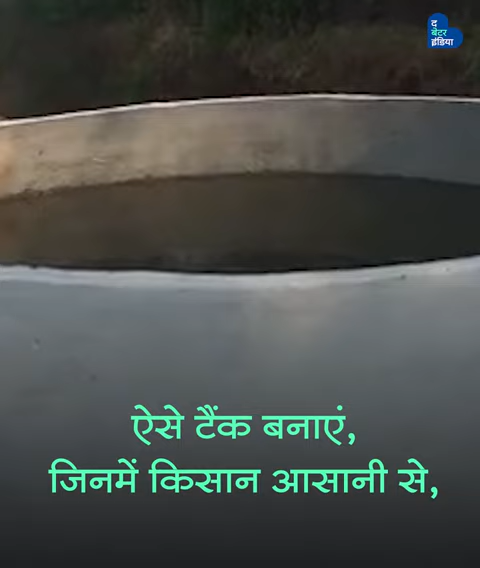 द
बेटर
इंडिया
ऐसे टैंक बनाएं,
जिनमें किसान आसानी से,